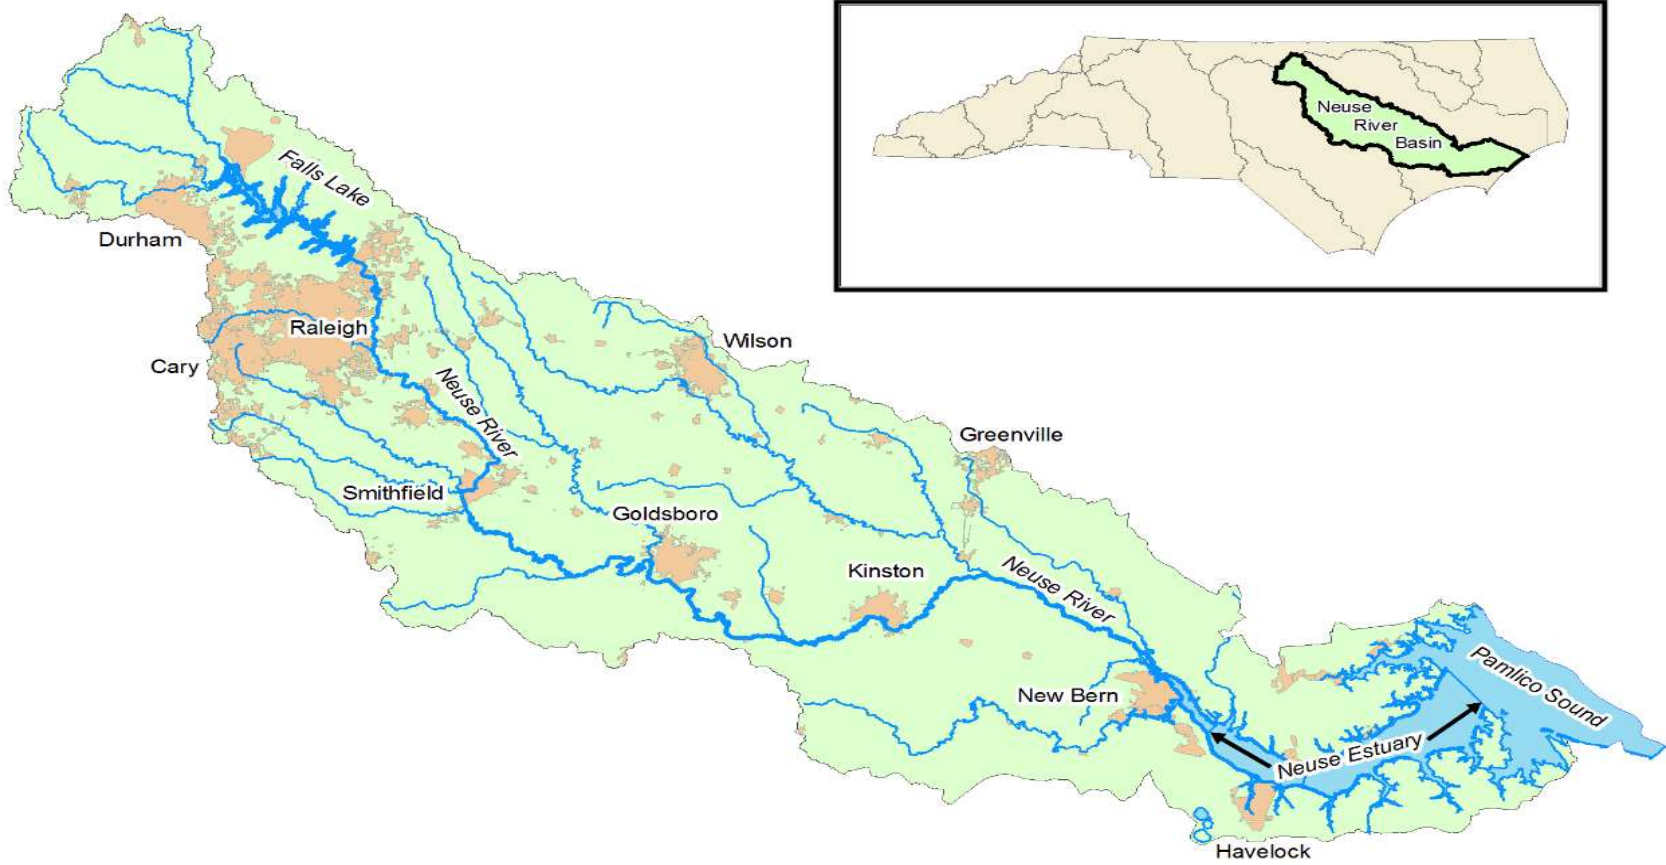 Neuse
River
Basin
Falls Lake
Durham
Raleigh
Wilson
Cary
Neuse River
Greenville
Smithfield
Goldsboro
Kinston
Neuse River
Pamlico Sound
New Bern
Neuse Estuary
Havelock